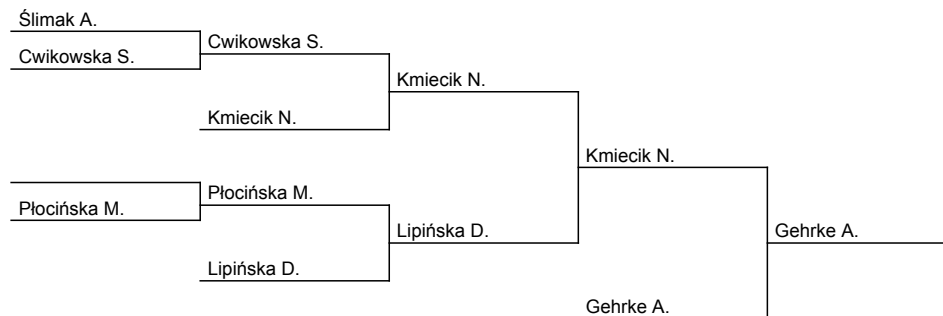 Ślimak A.
Cwikowska S.
Cwikowska S.
Kmiecik N.
Kmiecik N.
Kmiecik N.
Płocińska M.
Płocińska M.
Lipińska D.
Gehrke A.
Lipińska D.
Gehrke A.